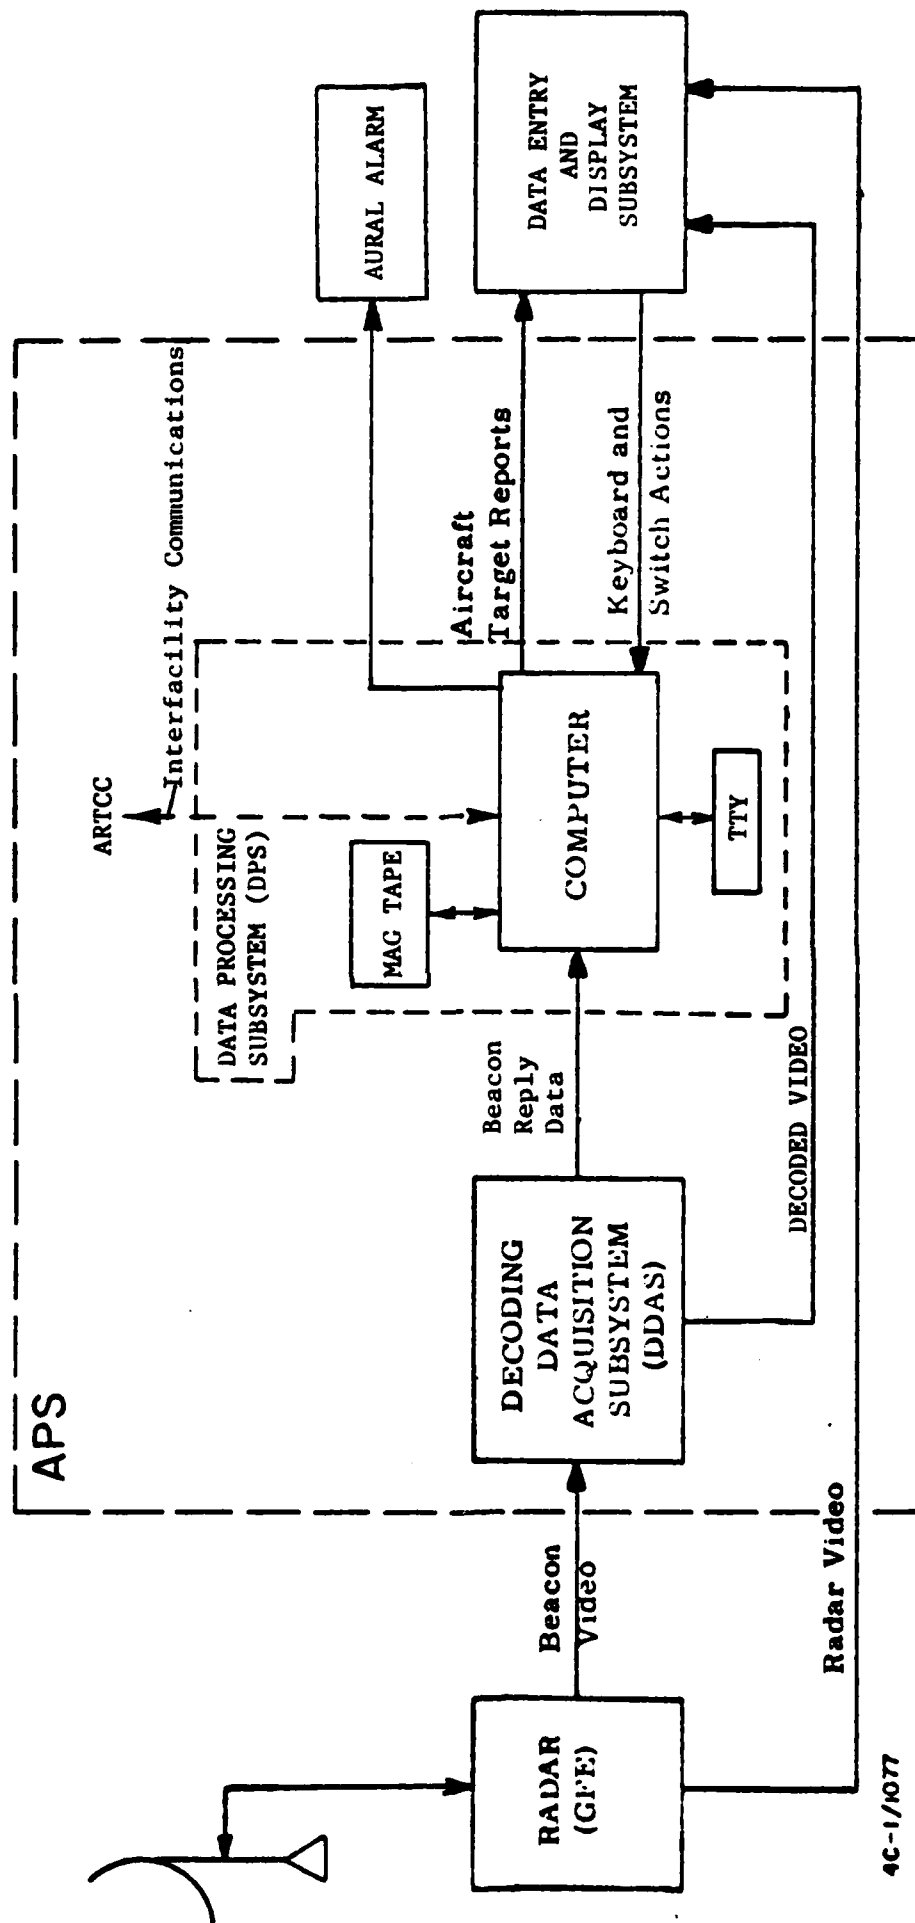 APS
ARTCC
Interfacility Communications
DATA PROCESSING
SUBSYSTEM (DPS)
AURAL ALARM
MAG TAPE
Aircraft
Target Reports
Beacon
Reply
Data
RADAR
(GFE)
Beacon
Video
DECODING
DATA
ACQUISITION
SUBSYSTEM
(DDAS)
COMPUTER
DATA ENTRY
AND
DISPLAY
SUBSYSTEM
Keyboard and
Switch Actions
TTY
DECODED VIDEO
Radar Video
4C-1/1077